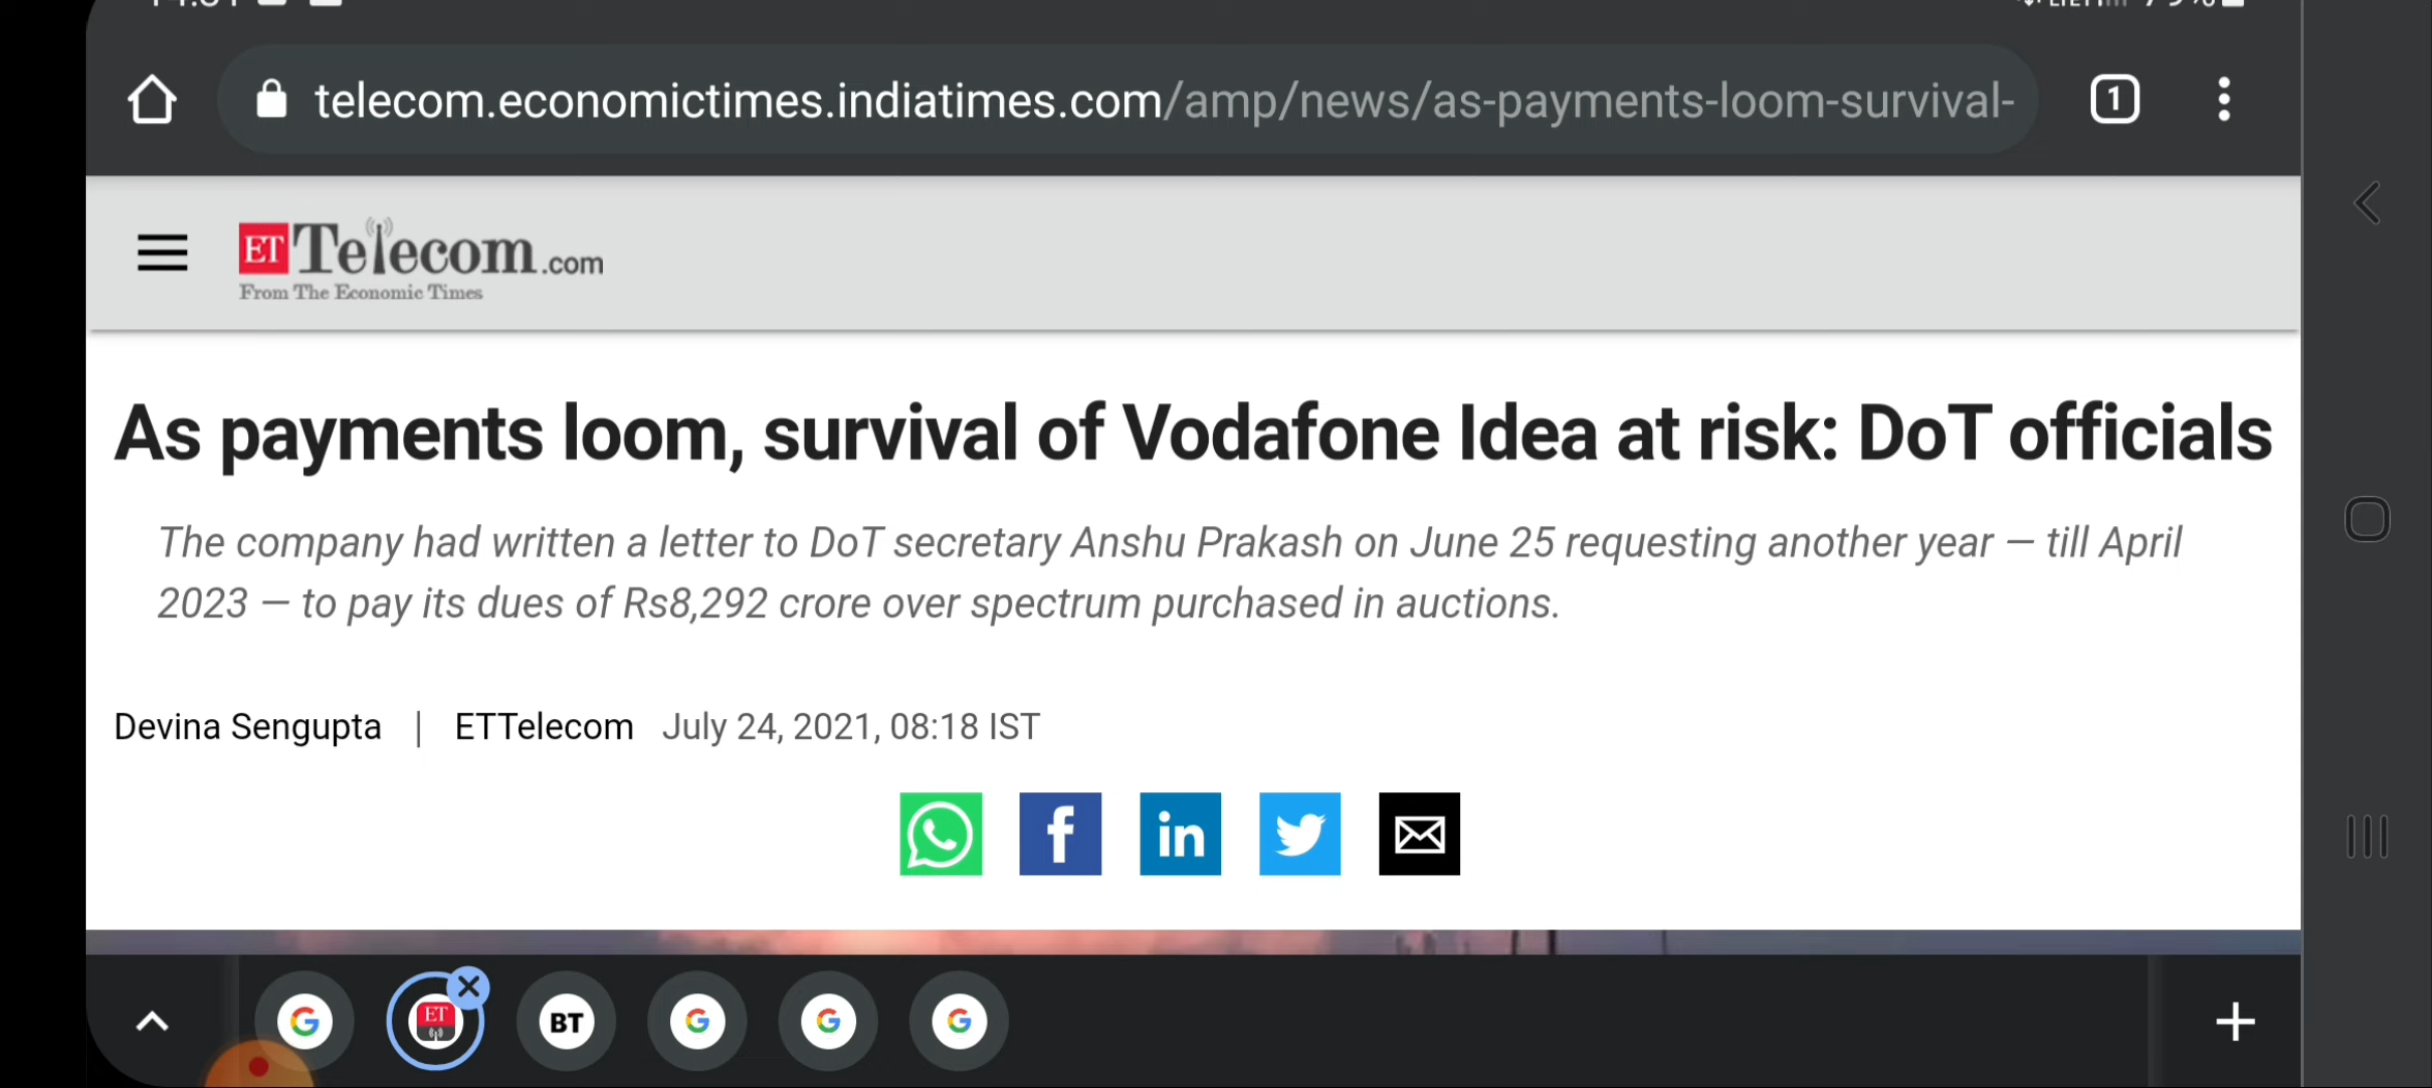 telecom.economictimes.indiatimes.com/amp/news/as-payments-loom-survival-
1
ET Telecom.com
From The Economic Times
As payments loom, survival of Vodafone Idea at risk: DoT officials
The company had written a letter to DoT secretary Anshu Prakash on June 25 requesting another year — till April
2023 — to pay its dues of Rs8,292 crore over spectrum purchased in auctions.
Devina Sengupta | ETTelecom July 24, 2021, 08:18 IST
f in
G ET BT G G G